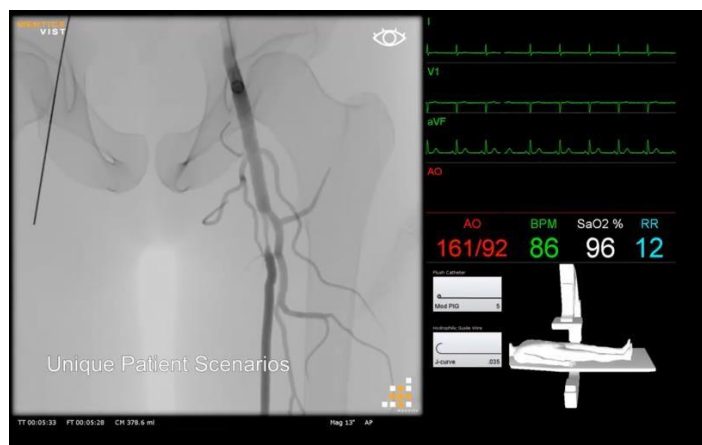 MENTICE
VIST
I
V1
aVF
AO
AO BPM SaO2 % RR
161/92 86 96 12
Flush Catheter
Mod PIG 5
Hydrophilic Guide Wire
J-curve .035
Unique Patient Scenarios
TT 00:05:33 FT 00:05:28 CM 378.6 ml Mag 13" AP